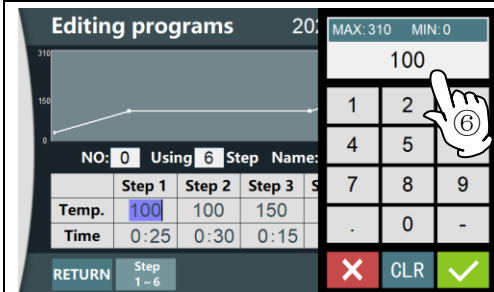 Editing programs 202
MAX: 310 MIN: 0
100
310
150
0
1 2
⑥
4 5
7 8 9
. 0 -
CLR
NO: 0 Using 6 Step Name:
Step 1 Step 2 Step 3 S
Temp. 100 100 150
Time 0:25 0:30 0:15
RETURN Step
1~6